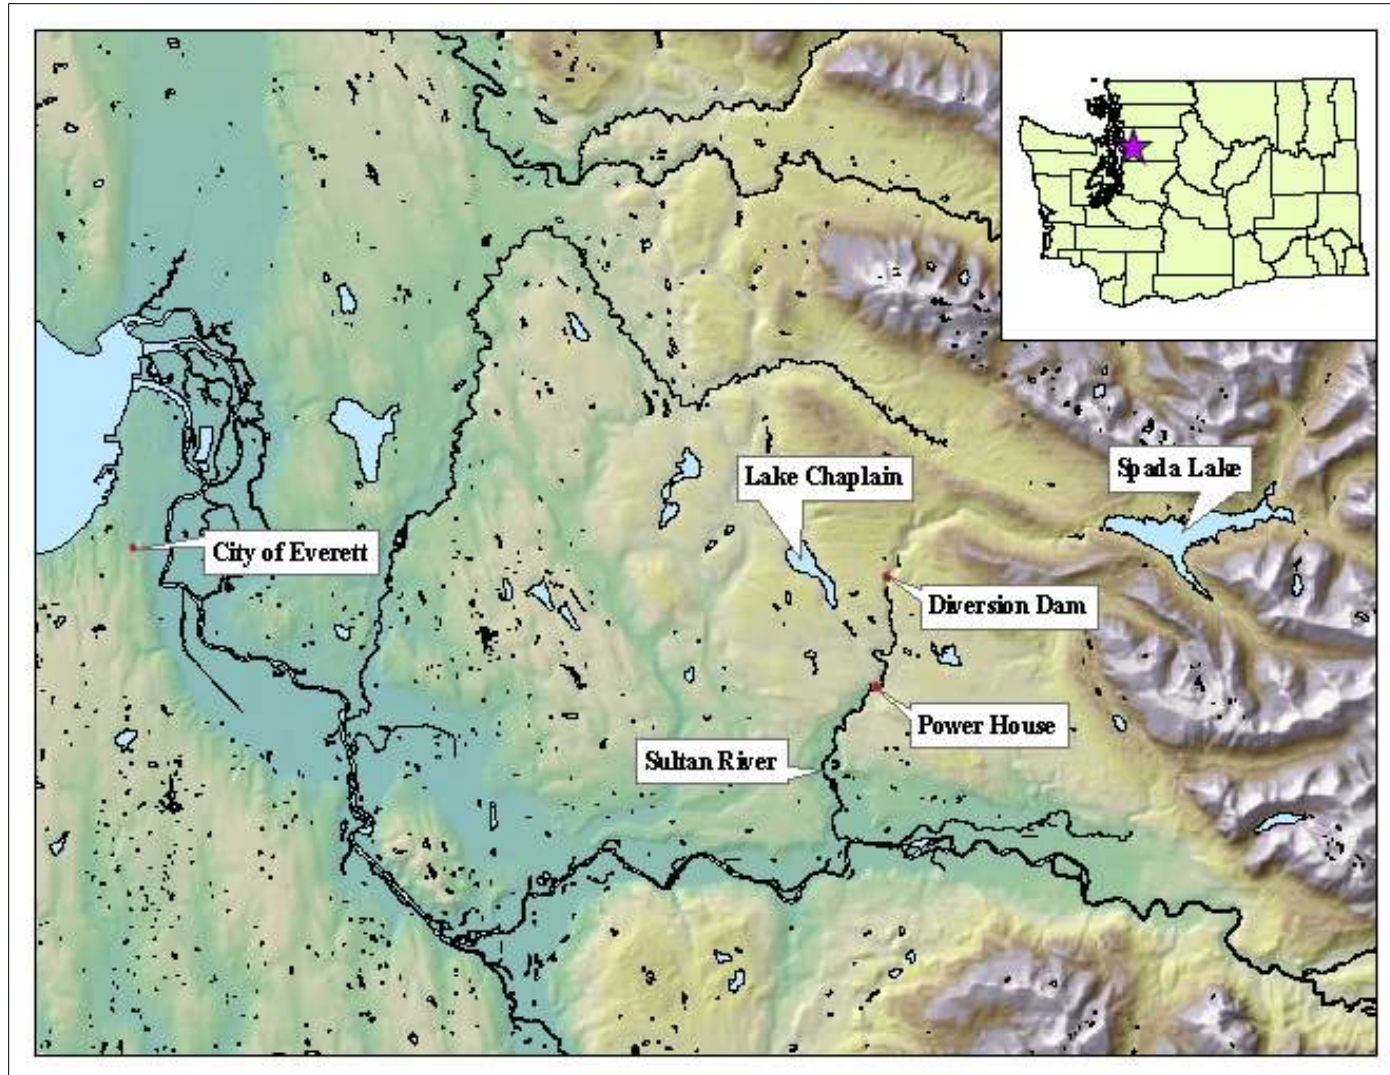 Spada Lake
Lake Chaplain
City of Everett
Diversion Dam
Power House
Sultan River